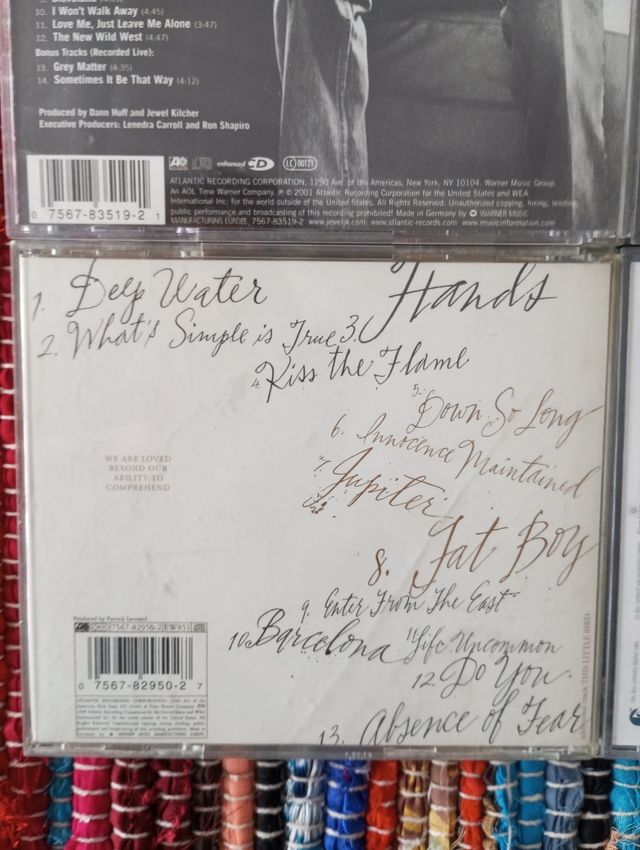 10. I Won't Walk Away (4:45)
11. Love Me, Just Leave Me Alone (3:47)
12. The New Wild West (4:47)
Bonus Tracks (Recorded Live):
13. Grey Matter (4:35)
14. Sometimes It Be That Way (4:12)
Produced by Dann Huff and Jewel Kilcher
Executive Producers: Lenedra Carroll and Ron Shapiro
enhanced CD LC 00121
ATLANTIC RECORDING CORPORATION, 1290 Ave. of the Americas, New York, NY 10104. Warner Music Group.
An AOL Time Warner Company. ℗ © 2001 Atlantic Recording Corporation for the United States and WEA
International Inc. for the world outside of the United States. All Rights Reserved. Unauthorized copying, hiring, lending,
public performance and broadcasting of this recording prohibited! Made in Germany by WARNER MUSIC
MANUFACTURING EUROPE. 7567-83519-2 www.jeweljk.com www.atlantic-records.com www.musicinformation.com
0 7567-83519-2 1
1. Deep Water
2. What's Simple is True 3. Hands
4. Kiss the Flame
5. Down So Long
6. Innocence Maintained
7. Jupiter
8. Fat Boy
9. Enter From The East
10. Barcelona 11. Life Uncommon
12. Do You
13. Absence of Fear
WE ARE LOVED
BEYOND OUR
ABILITY TO
COMPREHEND
Produced by Patrick Leonard
0 7567-82950-2 7
THIS LITTLE BIRD